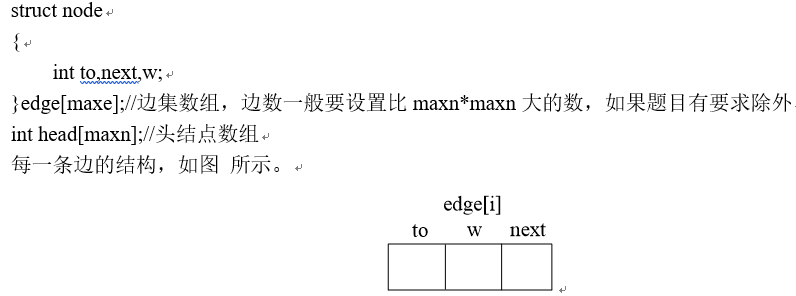 struct node
{
int to,next,w;
}edge[maxe];//边集数组，边数一般要设置比 maxn*maxn 大的数，如果题目有要求除外
int head[maxn];//头结点数组
每一条边的结构，如图 所示。
edge[i]
to w next